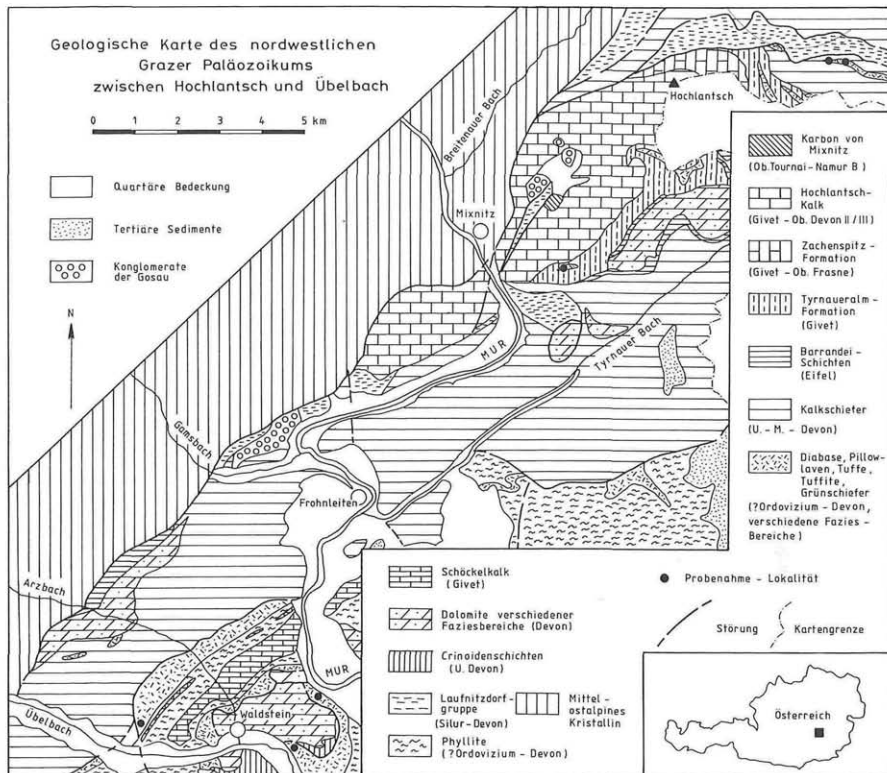 Geologische Karte des nordwestlichen
Grazer Paläozoikums
zwischen Hochlantsch und Übelbach
0 1 2 3 4 5 km
Quartäre Bedeckung
Tertiäre Sedimente
Konglomerate
der Gosau
N
Breitenauer Bach
Mixnitz
Hochlantsch
MUR
Tyrnauer Bach
Gamsbach
Frohnleiten
Arzbach
MUR
Waldstein
Übelbach
Karbon von
Mixnitz
(Ob.Tournai-Namur B)
Hochlantsch-
Kalk
(Givet - Ob. Devon II / III)
Zachenspitz-
Formation
(Givet - Ob. Frasne)
Tyrnaueralm-
Formation
(Givet)
Barrandei-
Schichten
(Eifel)
Kalkschiefer
(U.- M.- Devon)
Diabase, Pillow-
laven, Tuffe,
Tuffite,
Grünschiefer
(?Ordovizium - Devon,
verschiedene Fazies-
Bereiche)
Schöckelkalk
(Givet)
Dolomite verschiedener
Faziesbereiche (Devon)
Crinoidenschichten
(U. Devon)
Laufnitzdorf-
gruppe
(Silur-Devon)
Phyllite
(?Ordovizium - Devon)
Mittel-
ostalpines
Kristallin
Probenahme - Lokalität
Störung
Kartengrenze
Österreich